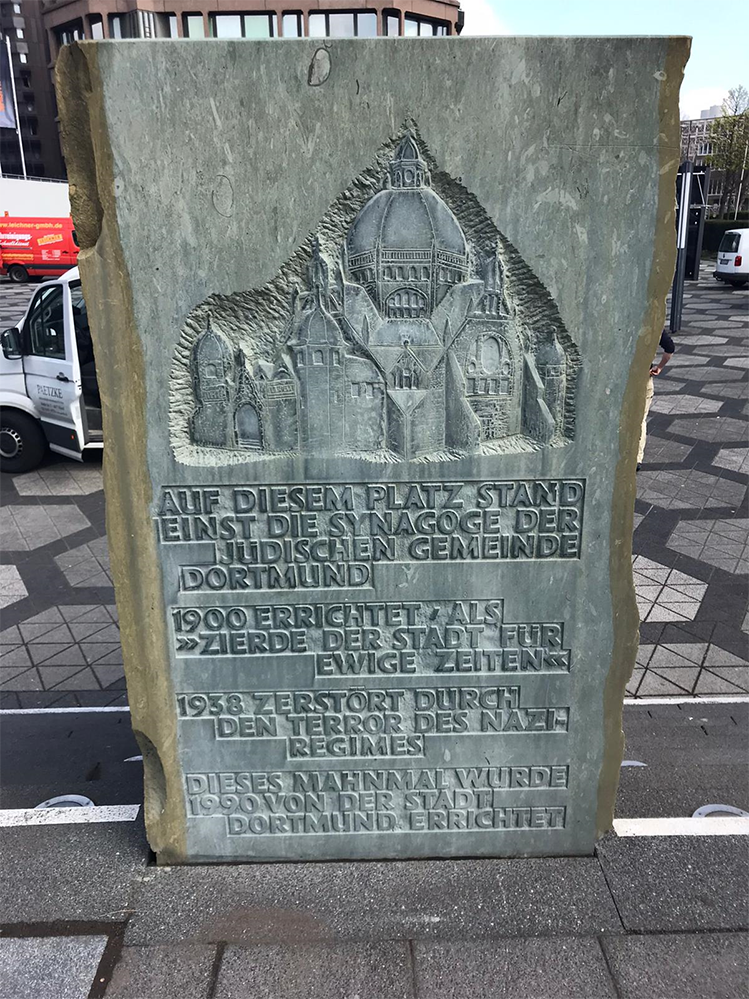 AUF DIESEM PLATZ STAND
EINST DIE SYNAGOGE DER
JÜDISCHEN GEMEINDE
DORTMUND
1900 ERRICHTET, ALS
»ZIERDE DER STADT FÜR
EWIGE ZEITEN«
1938 ZERSTÖRT DURCH
DEN TERROR DES NAZI-
REGIMES
DIESES MAHNMAL WURDE
1990 VON DER STADT
DORTMUND ERRICHTET
PAETZKE